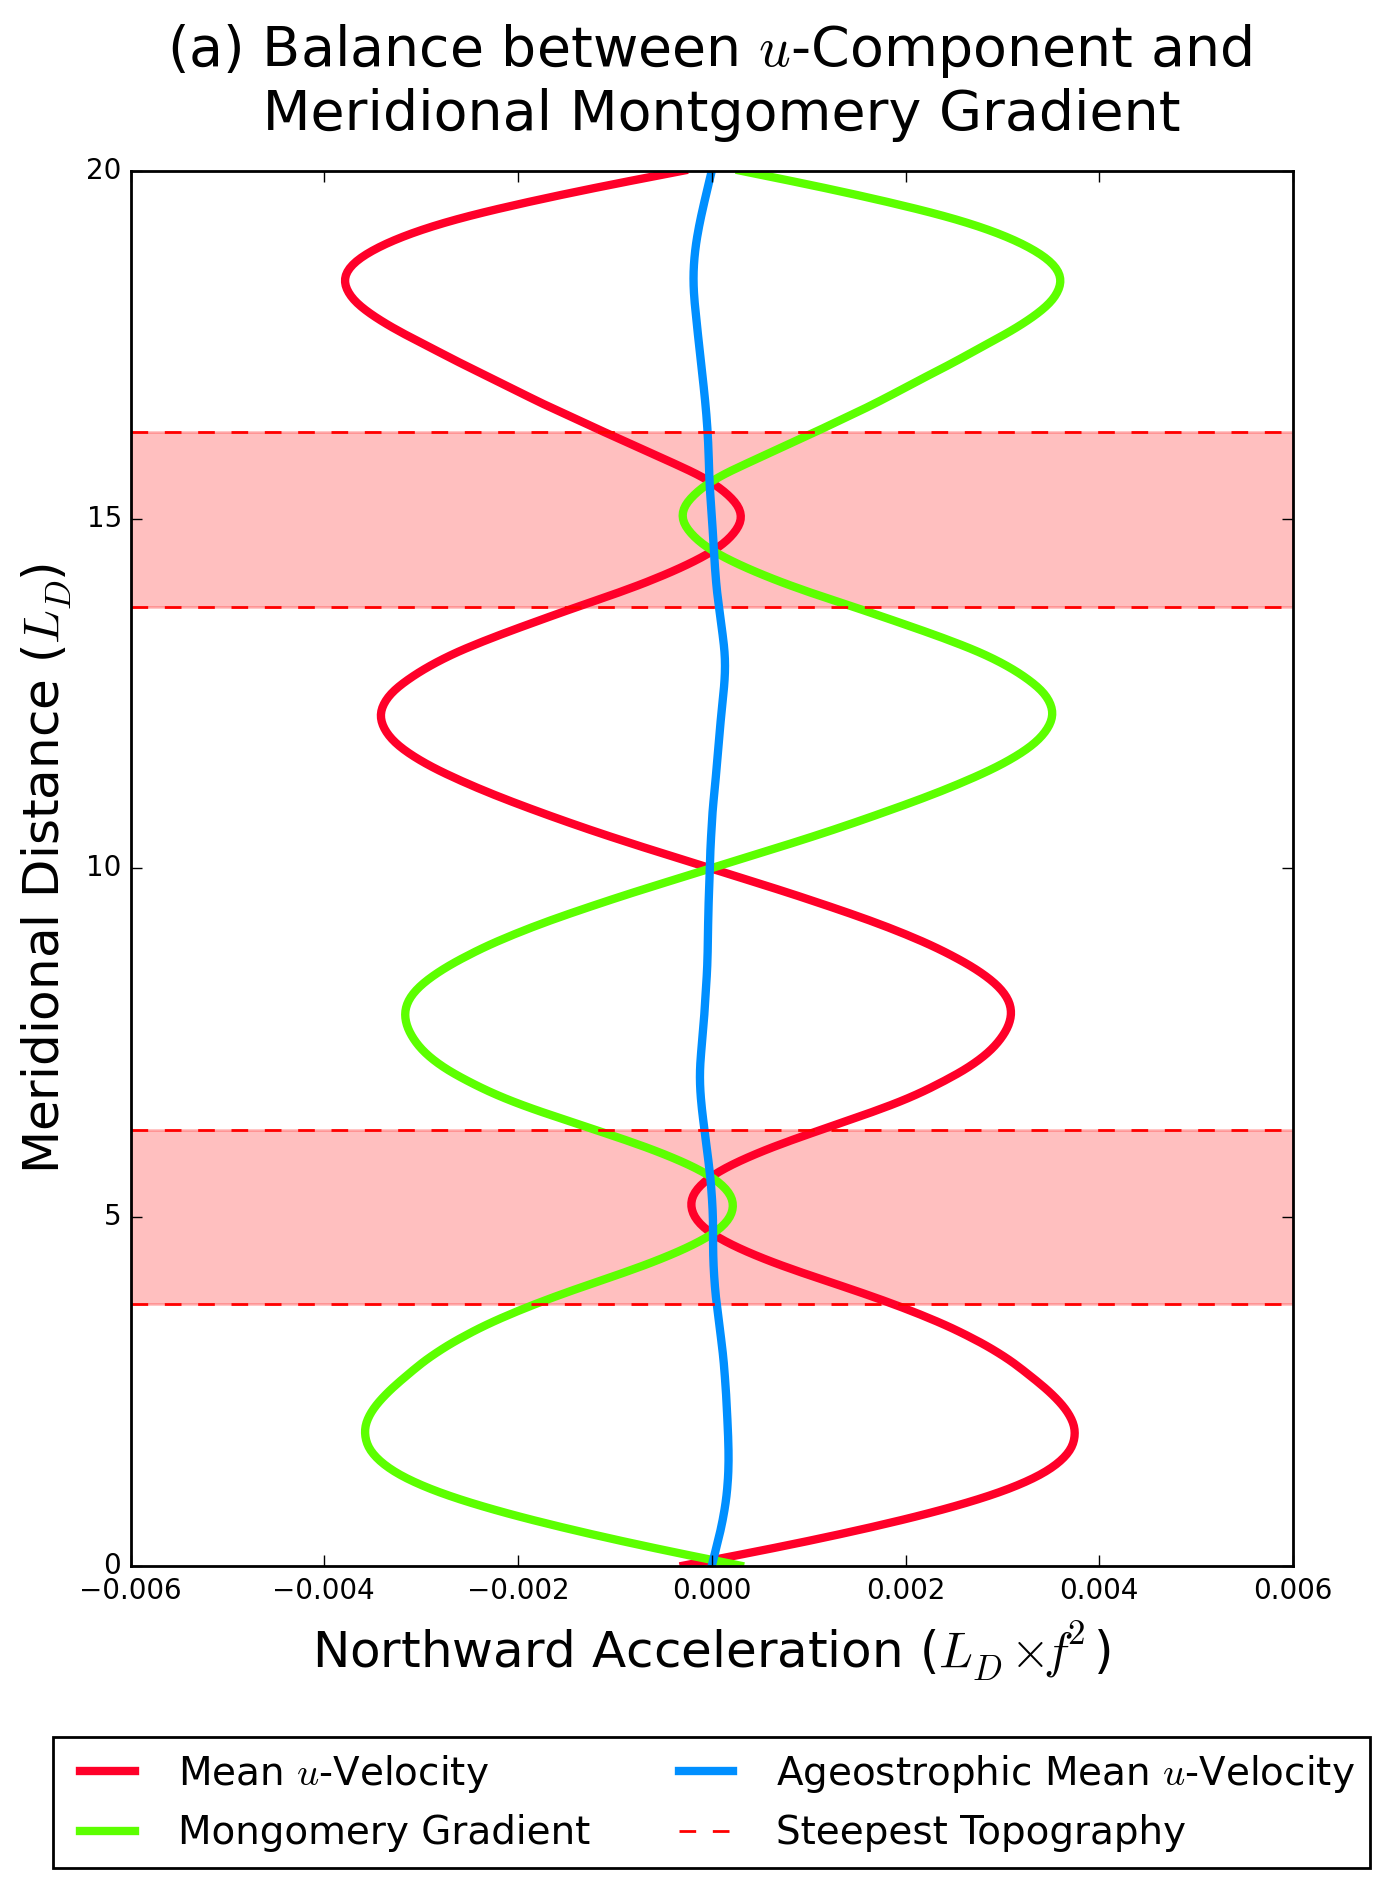 (a) Balance between u-Component and
Meridional Montgomery Gradient
20
15
10
5
0
Meridional Distance (L_D)
−0.006 −0.004 −0.002 0.000 0.002 0.004 0.006
Northward Acceleration (L_D ×f²)
Mean u-Velocity
Mongomery Gradient
Ageostrophic Mean u-Velocity
Steepest Topography